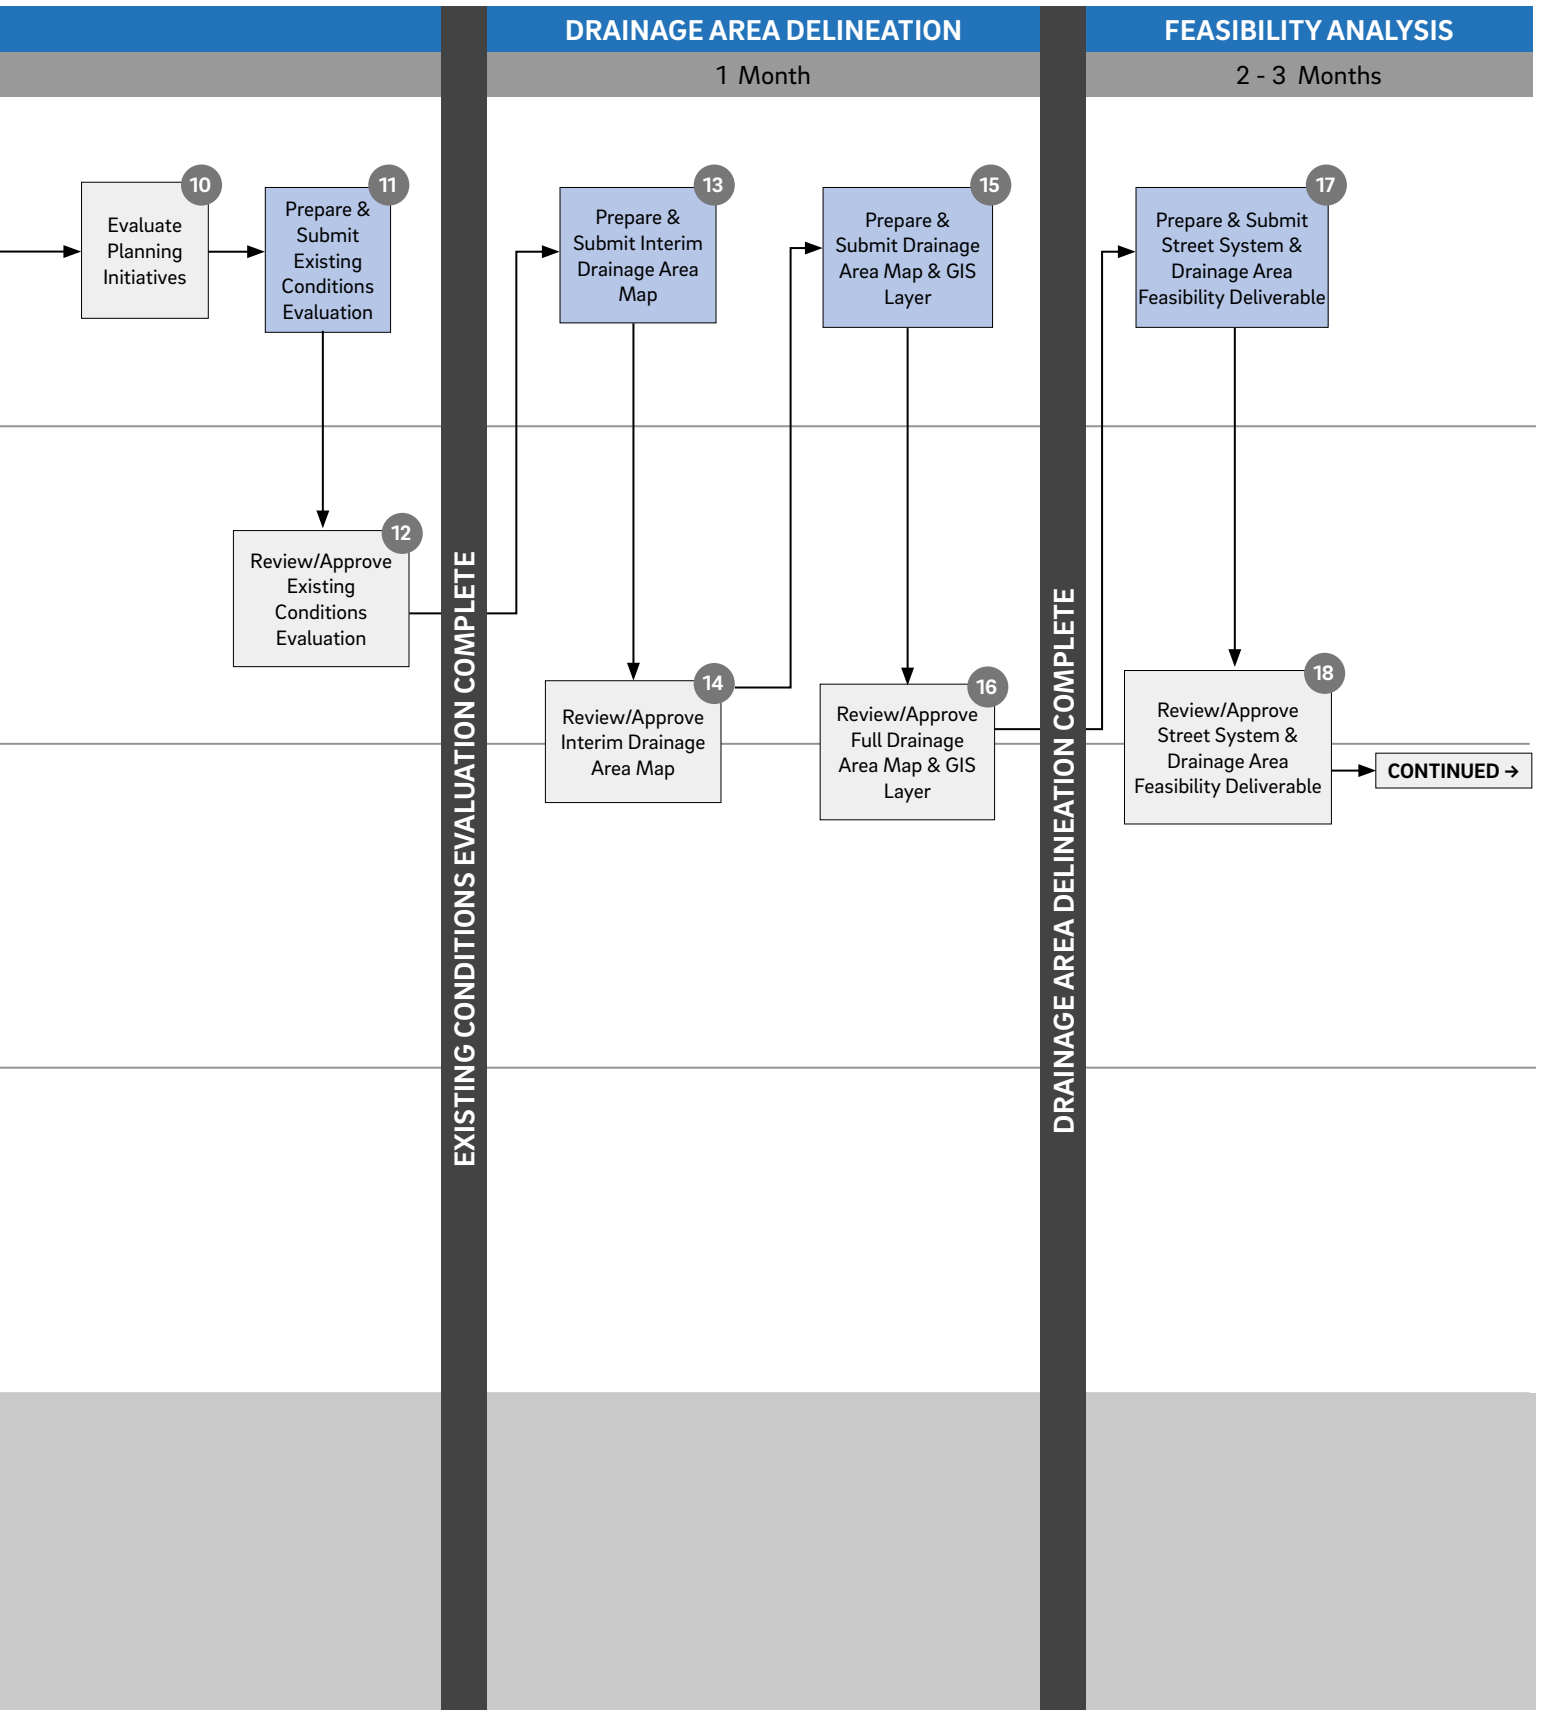 DRAINAGE AREA DELINEATION
FEASIBILITY ANALYSIS
1 Month
2 - 3 Months
10
Evaluate
Planning
Initiatives
11
Prepare &
Submit
Existing
Conditions
Evaluation
12
Review/Approve
Existing
Conditions
Evaluation
EXISTING CONDITIONS EVALUATION COMPLETE
13
Prepare &
Submit Interim
Drainage Area
Map
14
Review/Approve
Interim Drainage
Area Map
15
Prepare &
Submit Drainage
Area Map & GIS
Layer
16
Review/Approve
Full Drainage
Area Map & GIS
Layer
DRAINAGE AREA DELINEATION COMPLETE
17
Prepare & Submit
Street System &
Drainage Area
Feasibility Deliverable
18
Review/Approve
Street System &
Drainage Area
Feasibility Deliverable
CONTINUED →